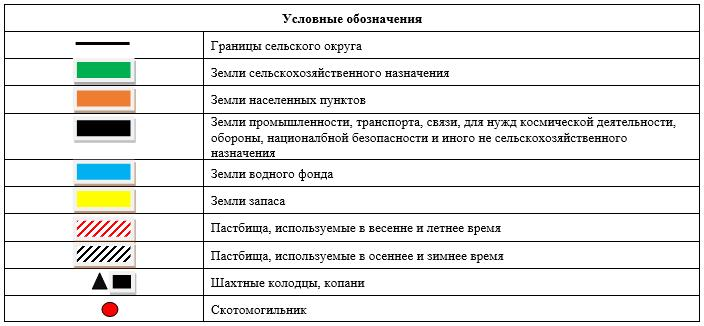 Условные обозначения
Границы сельского округа
Земли сельскохозяйственного назначения
Земли населенных пунктов
Земли промышленности, транспорта, связи, для нужд космической деятельности,
обороны, националбной безопасности и иного не сельскохозяйственного
назначения
Земли водного фонда
Земли запаса
Пастбища, используемые в весенне и летнее время
Пастбища, используемые в осеннее и зимнее время
Шахтные колодцы, копани
Скотомогильник